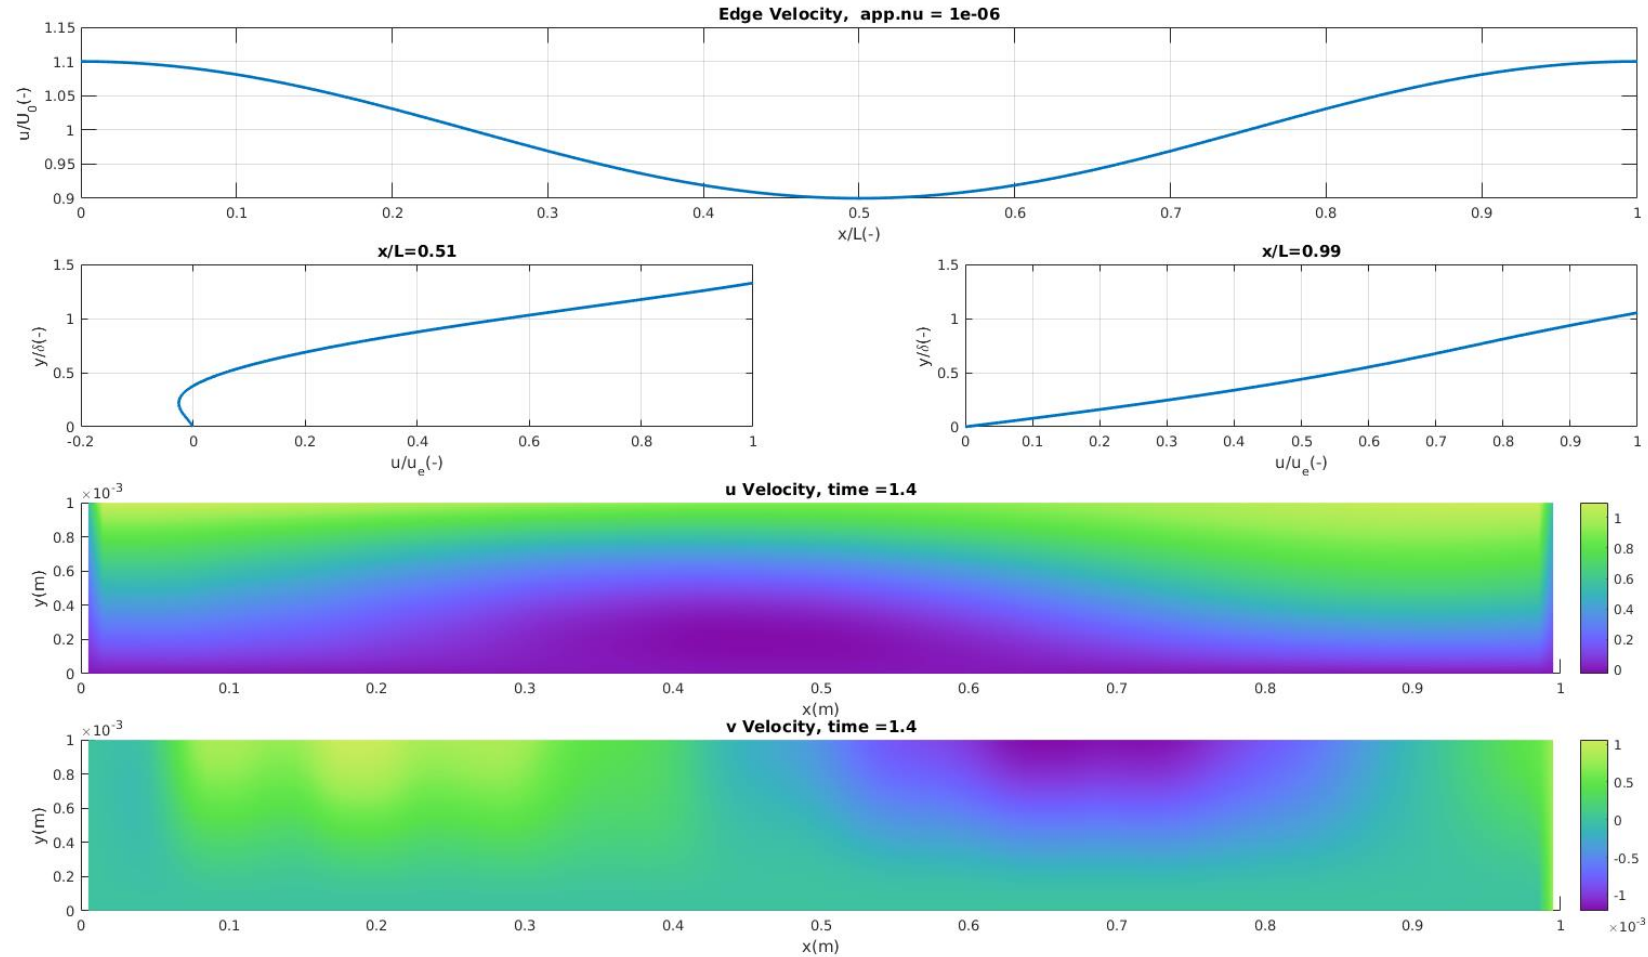 Edge Velocity,  app.nu = 1e-06
1.15
1.1
1.05
1
0.95
0.9
u/U0(-)
0 0.1 0.2 0.3 0.4 0.5 0.6 0.7 0.8 0.9 1
x/L(-)
x/L=0.51
1.5
1
0.5
0
y/δ(-)
-0.2 0 0.2 0.4 0.6 0.8 1
u/ue(-)
x/L=0.99
1.5
1
0.5
0
y/δ(-)
0 0.1 0.2 0.3 0.4 0.5 0.6 0.7 0.8 0.9 1
u/ue(-)
u Velocity, time =1.4
×10-3
1
0.8
0.6
0.4
0.2
0
y(m)
0 0.1 0.2 0.3 0.4 0.5 0.6 0.7 0.8 0.9 1
x(m)
1
0.8
0.6
0.4
0.2
0
v Velocity, time =1.4
×10-3
1
0.8
0.6
0.4
0.2
0
y(m)
0 0.1 0.2 0.3 0.4 0.5 0.6 0.7 0.8 0.9 1
x(m)
1
0.5
0
-0.5
-1
×10-3